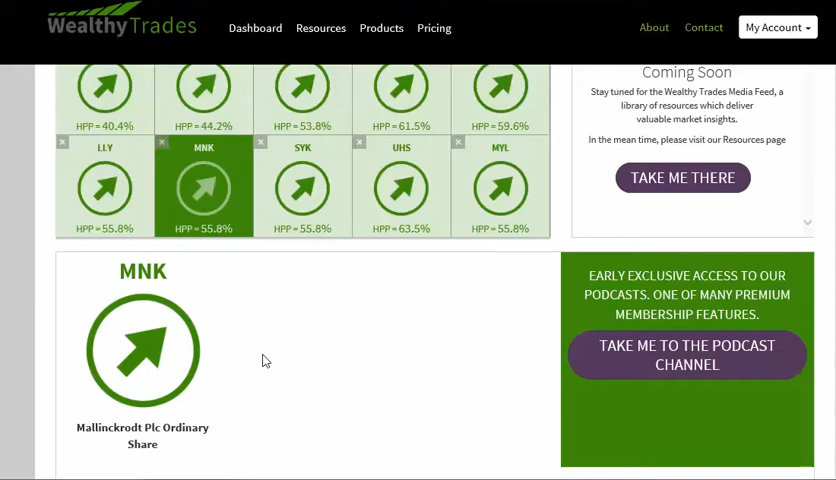 WealthyTrades
Dashboard Resources Products Pricing
About Contact My Account
HPP = 40.4% HPP = 44.2% HPP = 53.8% HPP = 61.5% HPP = 59.6%
LLY MNK SYK UHS MYL
HPP = 55.8% HPP = 55.8% HPP = 55.8% HPP = 63.5% HPP = 55.8%
Coming Soon
Stay tuned for the Wealthy Trades Media Feed, a
library of resources which deliver
valuable market insights.
In the mean time, please visit our Resources page
TAKE ME THERE
MNK
Mallinckrodt Plc Ordinary
Share
EARLY EXCLUSIVE ACCESS TO OUR
PODCASTS. ONE OF MANY PREMIUM
MEMBERSHIP FEATURES.
TAKE ME TO THE PODCAST
CHANNEL